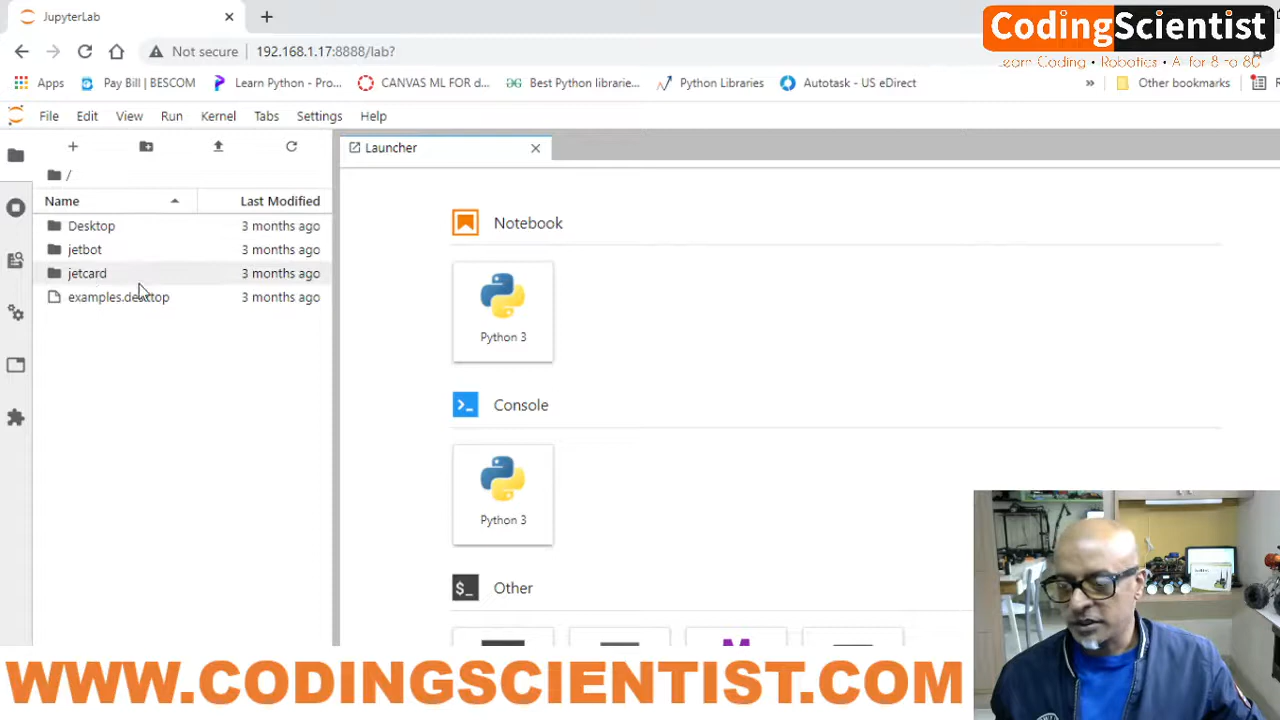 JupyterLab
CodingScientist
Learn Coding • Robotics • AI for 8 to 80
Not secure 192.168.1.17:8888/lab?
Apps Pay Bill | BESCOM Learn Python - Pro... CANVAS ML FOR d... Best Python librarie... Python Libraries Autotask - US eDirect » Other bookmarks
File Edit View Run Kernel Tabs Settings Help
Launcher
/
Name Last Modified
Desktop 3 months ago
jetbot 3 months ago
jetcard 3 months ago
examples.desktop 3 months ago
Notebook
Python 3
Console
Python 3
$_ Other
WWW.CODINGSCIENTIST.COM